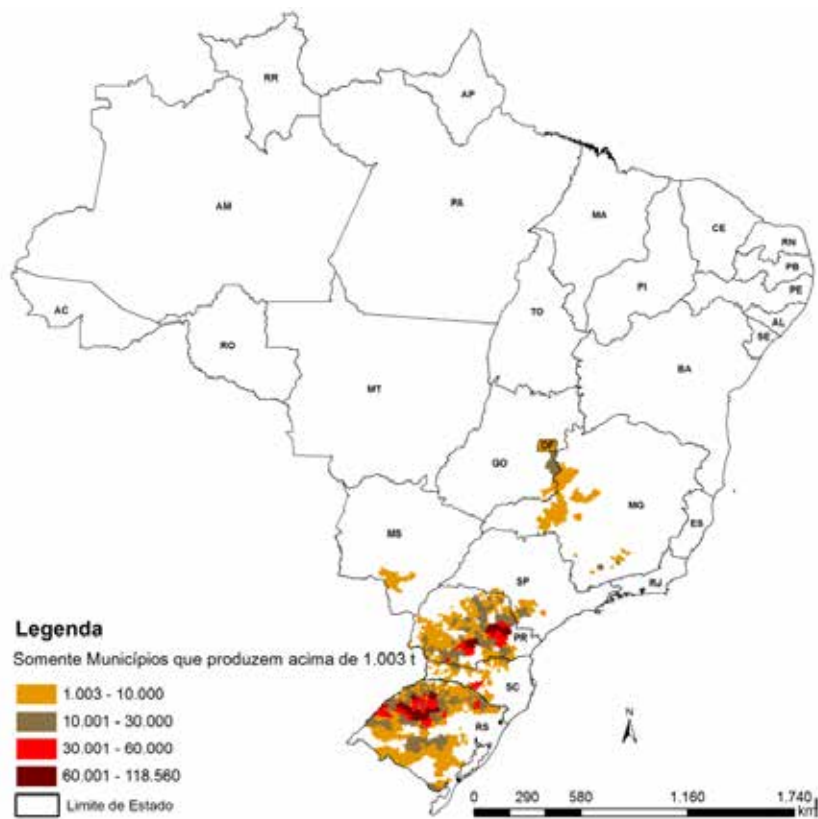 RR
AP
AM
PA
MA
CE
RN
PB
PE
AL
SE
PI
AC
RO
TO
BA
MT
DF
GO
MG
ES
MS
SP
RJ
PR
SC
RS
Legenda
Somente Municípios que produzem acima de 1.003 t
1.003 - 10.000
10.001 - 30.000
30.001 - 60.000
60.001 - 118.560
Limite de Estado
N
0 290 580 1.160 1.740
km